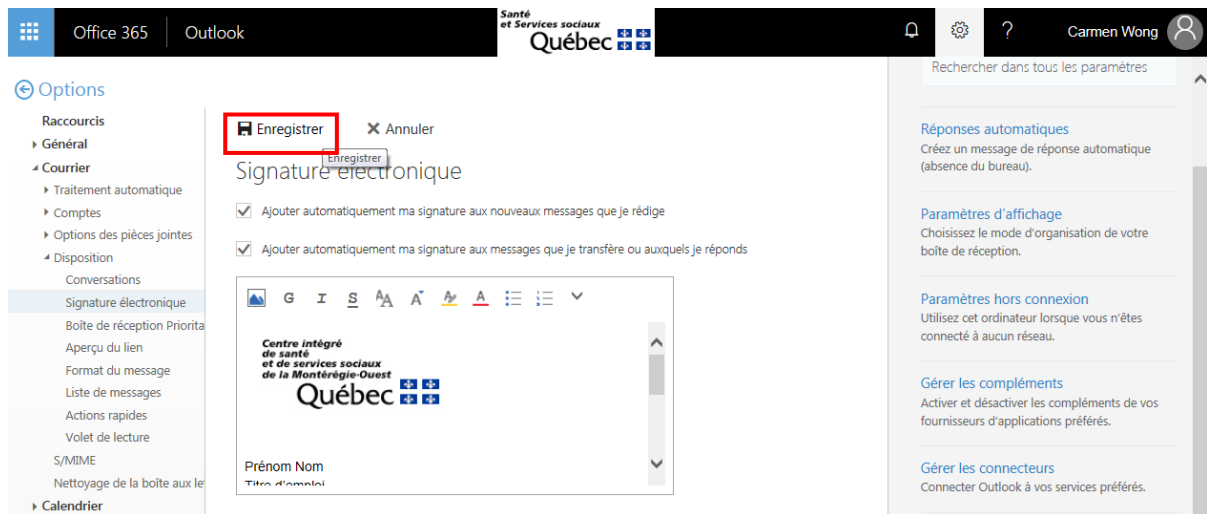 Office 365
Outlook
Santé
et Services sociaux
Québec
?
Carmen Wong
Options
Raccourcis
Général
Courrier
Traitement automatique
Comptes
Options des pièces jointes
Disposition
Conversations
Signature électronique
Boîte de réception Priorita
Aperçu du lien
Format du message
Liste de messages
Actions rapides
Volet de lecture
S/MIME
Nettoyage de la boîte aux le
Calendrier
Enregistrer
Annuler
Enregistrer
Signature électronique
Ajouter automatiquement ma signature aux nouveaux messages que je rédige
Ajouter automatiquement ma signature aux messages que je transfère ou auxquels je réponds
G I S AA A A A
Centre intégré
de santé
et de services sociaux
de la Montérégie-Ouest
Québec
Prénom Nom
Titre d'emploi
Rechercher dans tous les paramètres
Réponses automatiques
Créez un message de réponse automatique
(absence du bureau).
Paramètres d'affichage
Choisissez le mode d'organisation de votre
boîte de réception.
Paramètres hors connexion
Utilisez cet ordinateur lorsque vous n'êtes
connecté à aucun réseau.
Gérer les compléments
Activer et désactiver les compléments de vos
fournisseurs d'applications préférés.
Gérer les connecteurs
Connecter Outlook à vos services préférés.